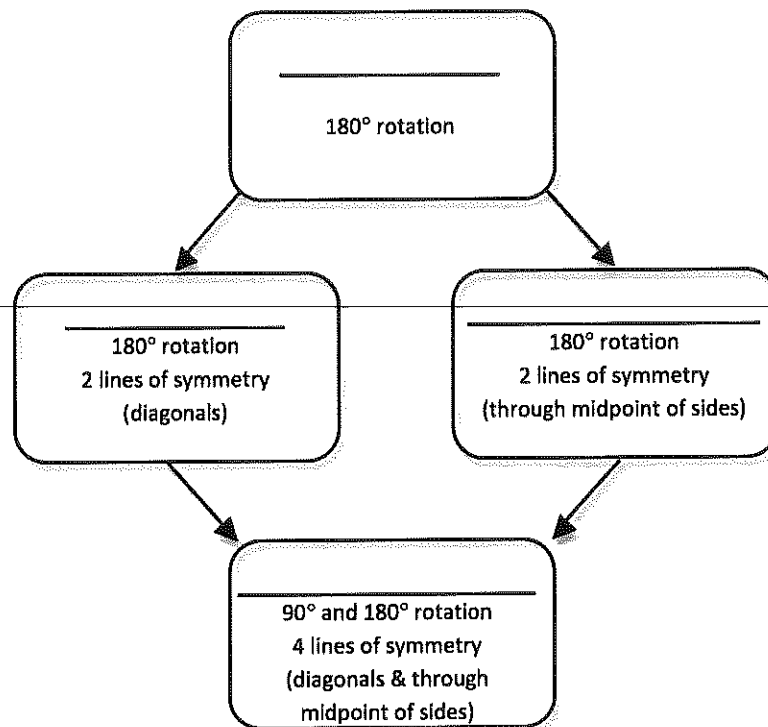 180° rotation
180° rotation
2 lines of symmetry
(diagonals)
180° rotation
2 lines of symmetry
(through midpoint of sides)
90° and 180° rotation
4 lines of symmetry
(diagonals & through
midpoint of sides)